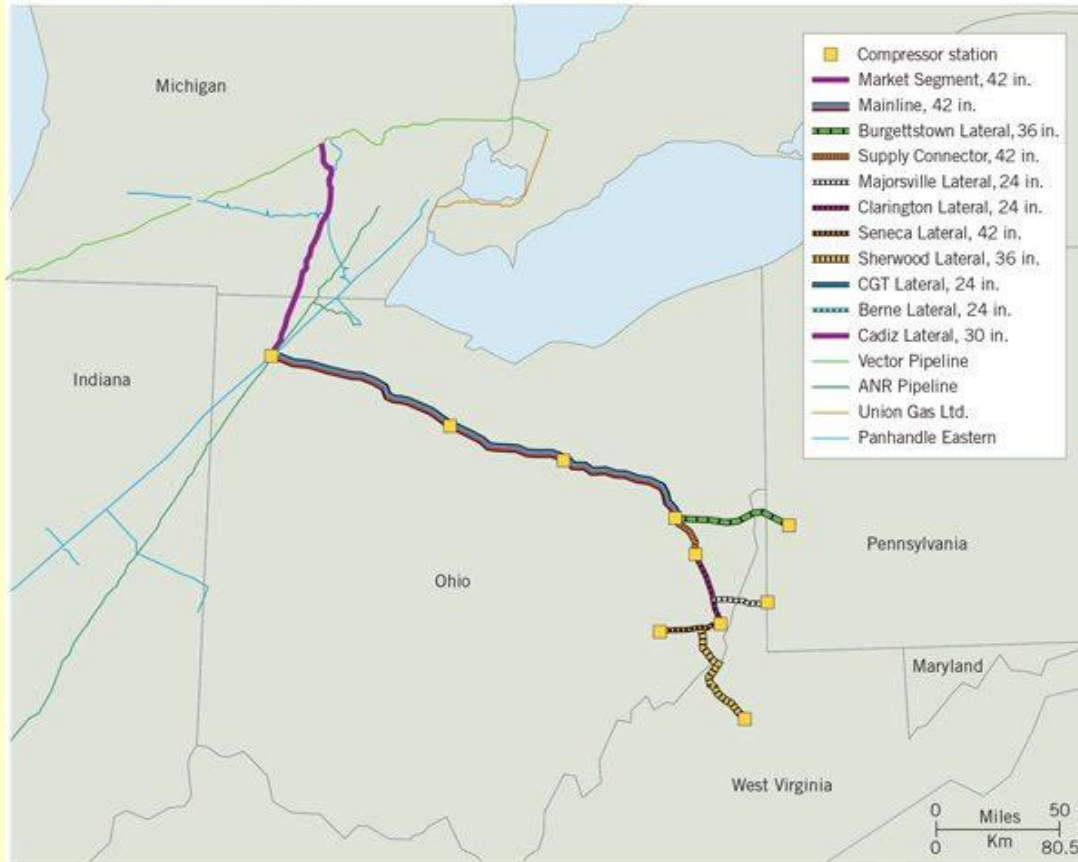 Michigan
Indiana
Ohio
Pennsylvania
Maryland
West Virginia
Compressor station
Market Segment, 42 in.
Mainline, 42 in.
Burgettstown Lateral, 36 in.
Supply Connector, 42 in.
Majorsville Lateral, 24 in.
Clarington Lateral, 24 in.
Seneca Lateral, 42 in.
Sherwood Lateral, 36 in.
CGT Lateral, 24 in.
Berne Lateral, 24 in.
Cadiz Lateral, 30 in.
Vector Pipeline
ANR Pipeline
Union Gas Ltd.
Panhandle Eastern
0 Miles 50
0 Km 80.5